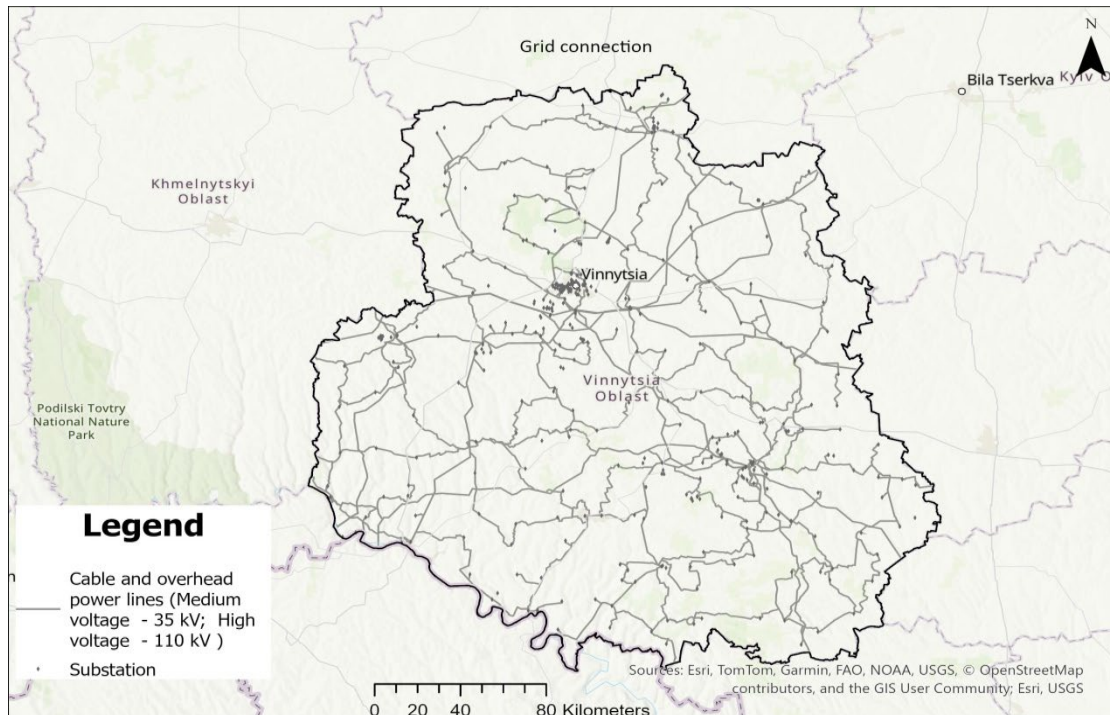 Grid connection
N
Bila Tserkva
Kyiv O
Khmelnytskyi
Oblast
Vinnytsia
Vinnytsia
Oblast
Podilski Tovtry
National Nature
Park
Legend
n
Cable and overhead
power lines (Medium
voltage - 35 kV; High
voltage - 110 kV )
Substation
Sources: Esri, TomTom, Garmin, FAO, NOAA, USGS, © OpenStreetMap
contributors, and the GIS User Community; Esri, USGS
0 20 40 80 Kilometers